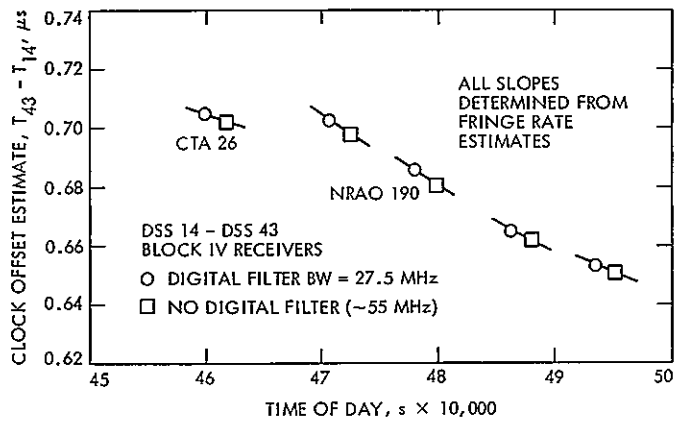 CLOCK OFFSET ESTIMATE, T43 – T14, μs
0.74
0.72
0.70
0.68
0.66
0.64
0.62
ALL SLOPES
DETERMINED FROM
FRINGE RATE
ESTIMATES
CTA 26
NRAO 190
DSS 14 – DSS 43
BLOCK IV RECEIVERS
○ DIGITAL FILTER BW = 27.5 MHz
□ NO DIGITAL FILTER (~55 MHz)
45 46 47 48 49 50
TIME OF DAY, s × 10,000